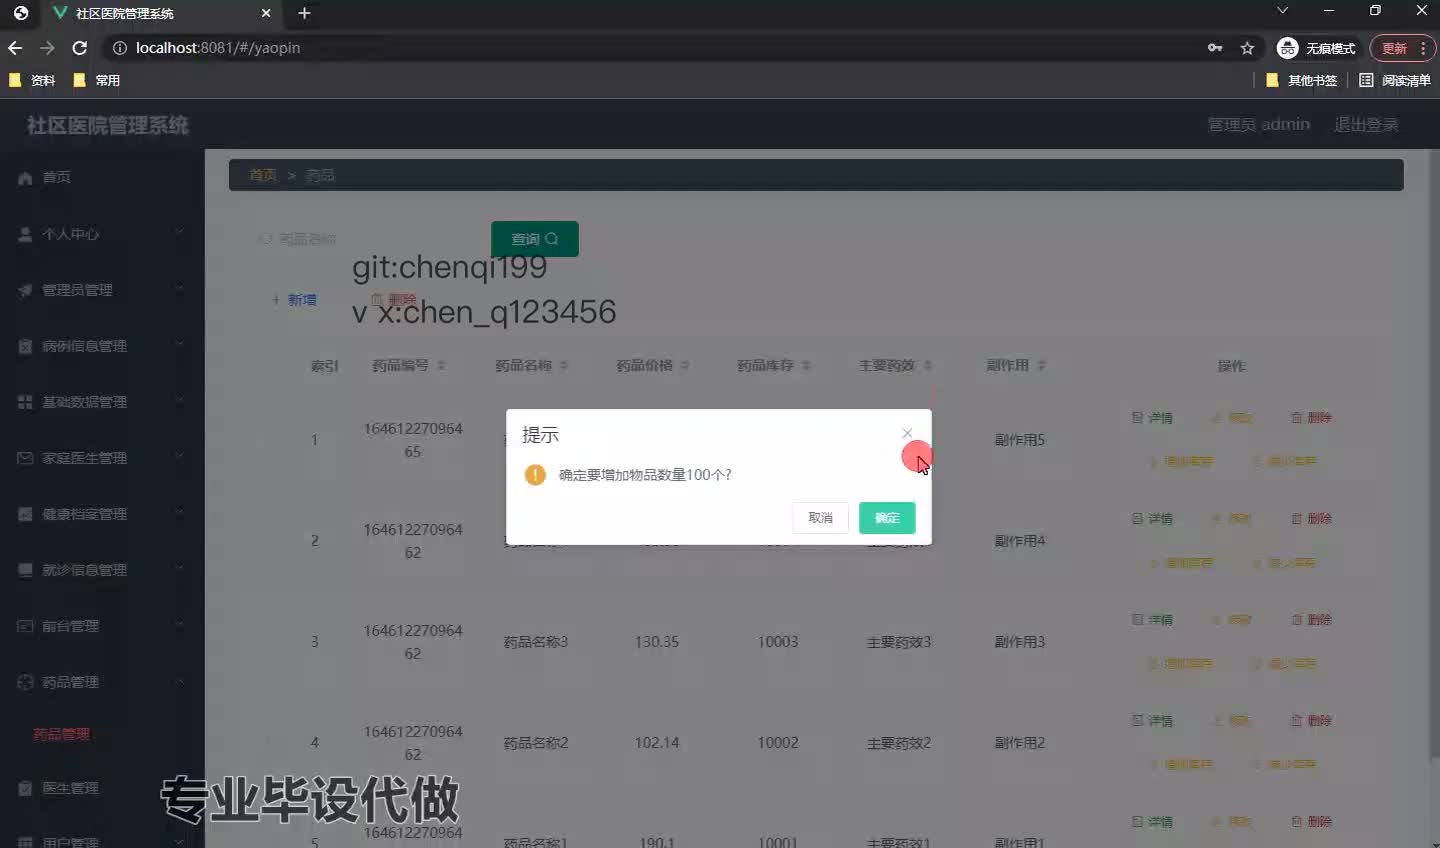 社区医院管理系统
localhost:8081/#/yaopin
无痕模式
更新
资料
常用
其他书签
阅读清单
社区医院管理系统
管理员 admin
退出登录
首页
个人中心
管理员管理
病例信息管理
基础数据管理
家庭医生管理
健康档案管理
就诊信息管理
前台管理
药品管理
药品管理
医生管理
用户管理
首页 > 药品
药品名称
查询
git:chenqi199
+ 新增
删除
v x:chen_q123456
索引 药品编号 药品名称 药品价格 药品库存 主要药效 副作用 操作
1 164612270964 副作用5 详情 修改 删除
65 增加库存 减少库存
提示
确定要增加物品数量100个?
取消 确定
2 164612270964 副作用4 详情 修改 删除
62 增加库存 减少库存
3 164612270964 药品名称3 130.35 10003 主要药效3 副作用3 详情 修改 删除
62 增加库存 减少库存
4 164612270964 药品名称2 102.14 10002 主要药效2 副作用2 详情 修改 删除
62 增加库存 减少库存
专业毕设代做
5 164612270964 药品名称1 190.1 10001 主要药效1 副作用1 详情 修改 删除